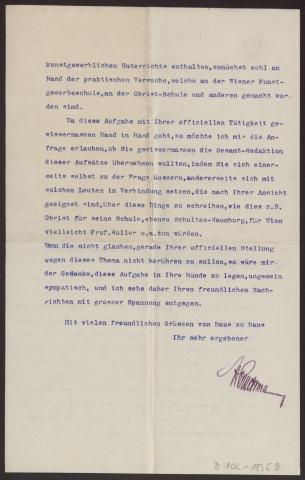 kunstgewerblichen Unterrichts enthalten, zunächst wohl an
Hand der praktischen Versuche, welche an der Wiener Kunst-
gewerbeschule, an der Obrist-Schule und anderen gemacht wor-
den sind.
Da diese Aufgabe mit Ihrer offiziellen Tätigkeit ge-
wissermassen Hand in Hand geht, so möchte ich mir die An-
frage erlauben, ob Sie gewissermassen die Gesamt-Redaktion
dieser Aufsätze übernehmen wollten, indem Sie sich einer-
seits selbst zu der Frage äussern, andererseits sich mit
solchen Leuten in Verbindung setzen, die nach Ihrer Ansicht
geeignet sind, über diese Dinge zu schreiben, wie dies z.B.
Obrist für seine Schule, ebenso Schultze-Naumburg, für Wien
vielleicht Prof. Roller u.a. tun würden.
Wenn Sie nicht glauben, gerade Ihrer offiziellen Stellung
wegen dieses Thema nicht berühren zu sollen, so wäre mir
der Gedanke, diese Aufgabe in Ihre Hände zu legen, ungemein
sympatisch, und ich sehe daher Ihren freundlichen Nach-
richten mit grosser Spannung entgegen.
Mit vielen freundlichen Grüssen von Haus zu Haus
Ihr sehr ergebener
D 102-1836 B